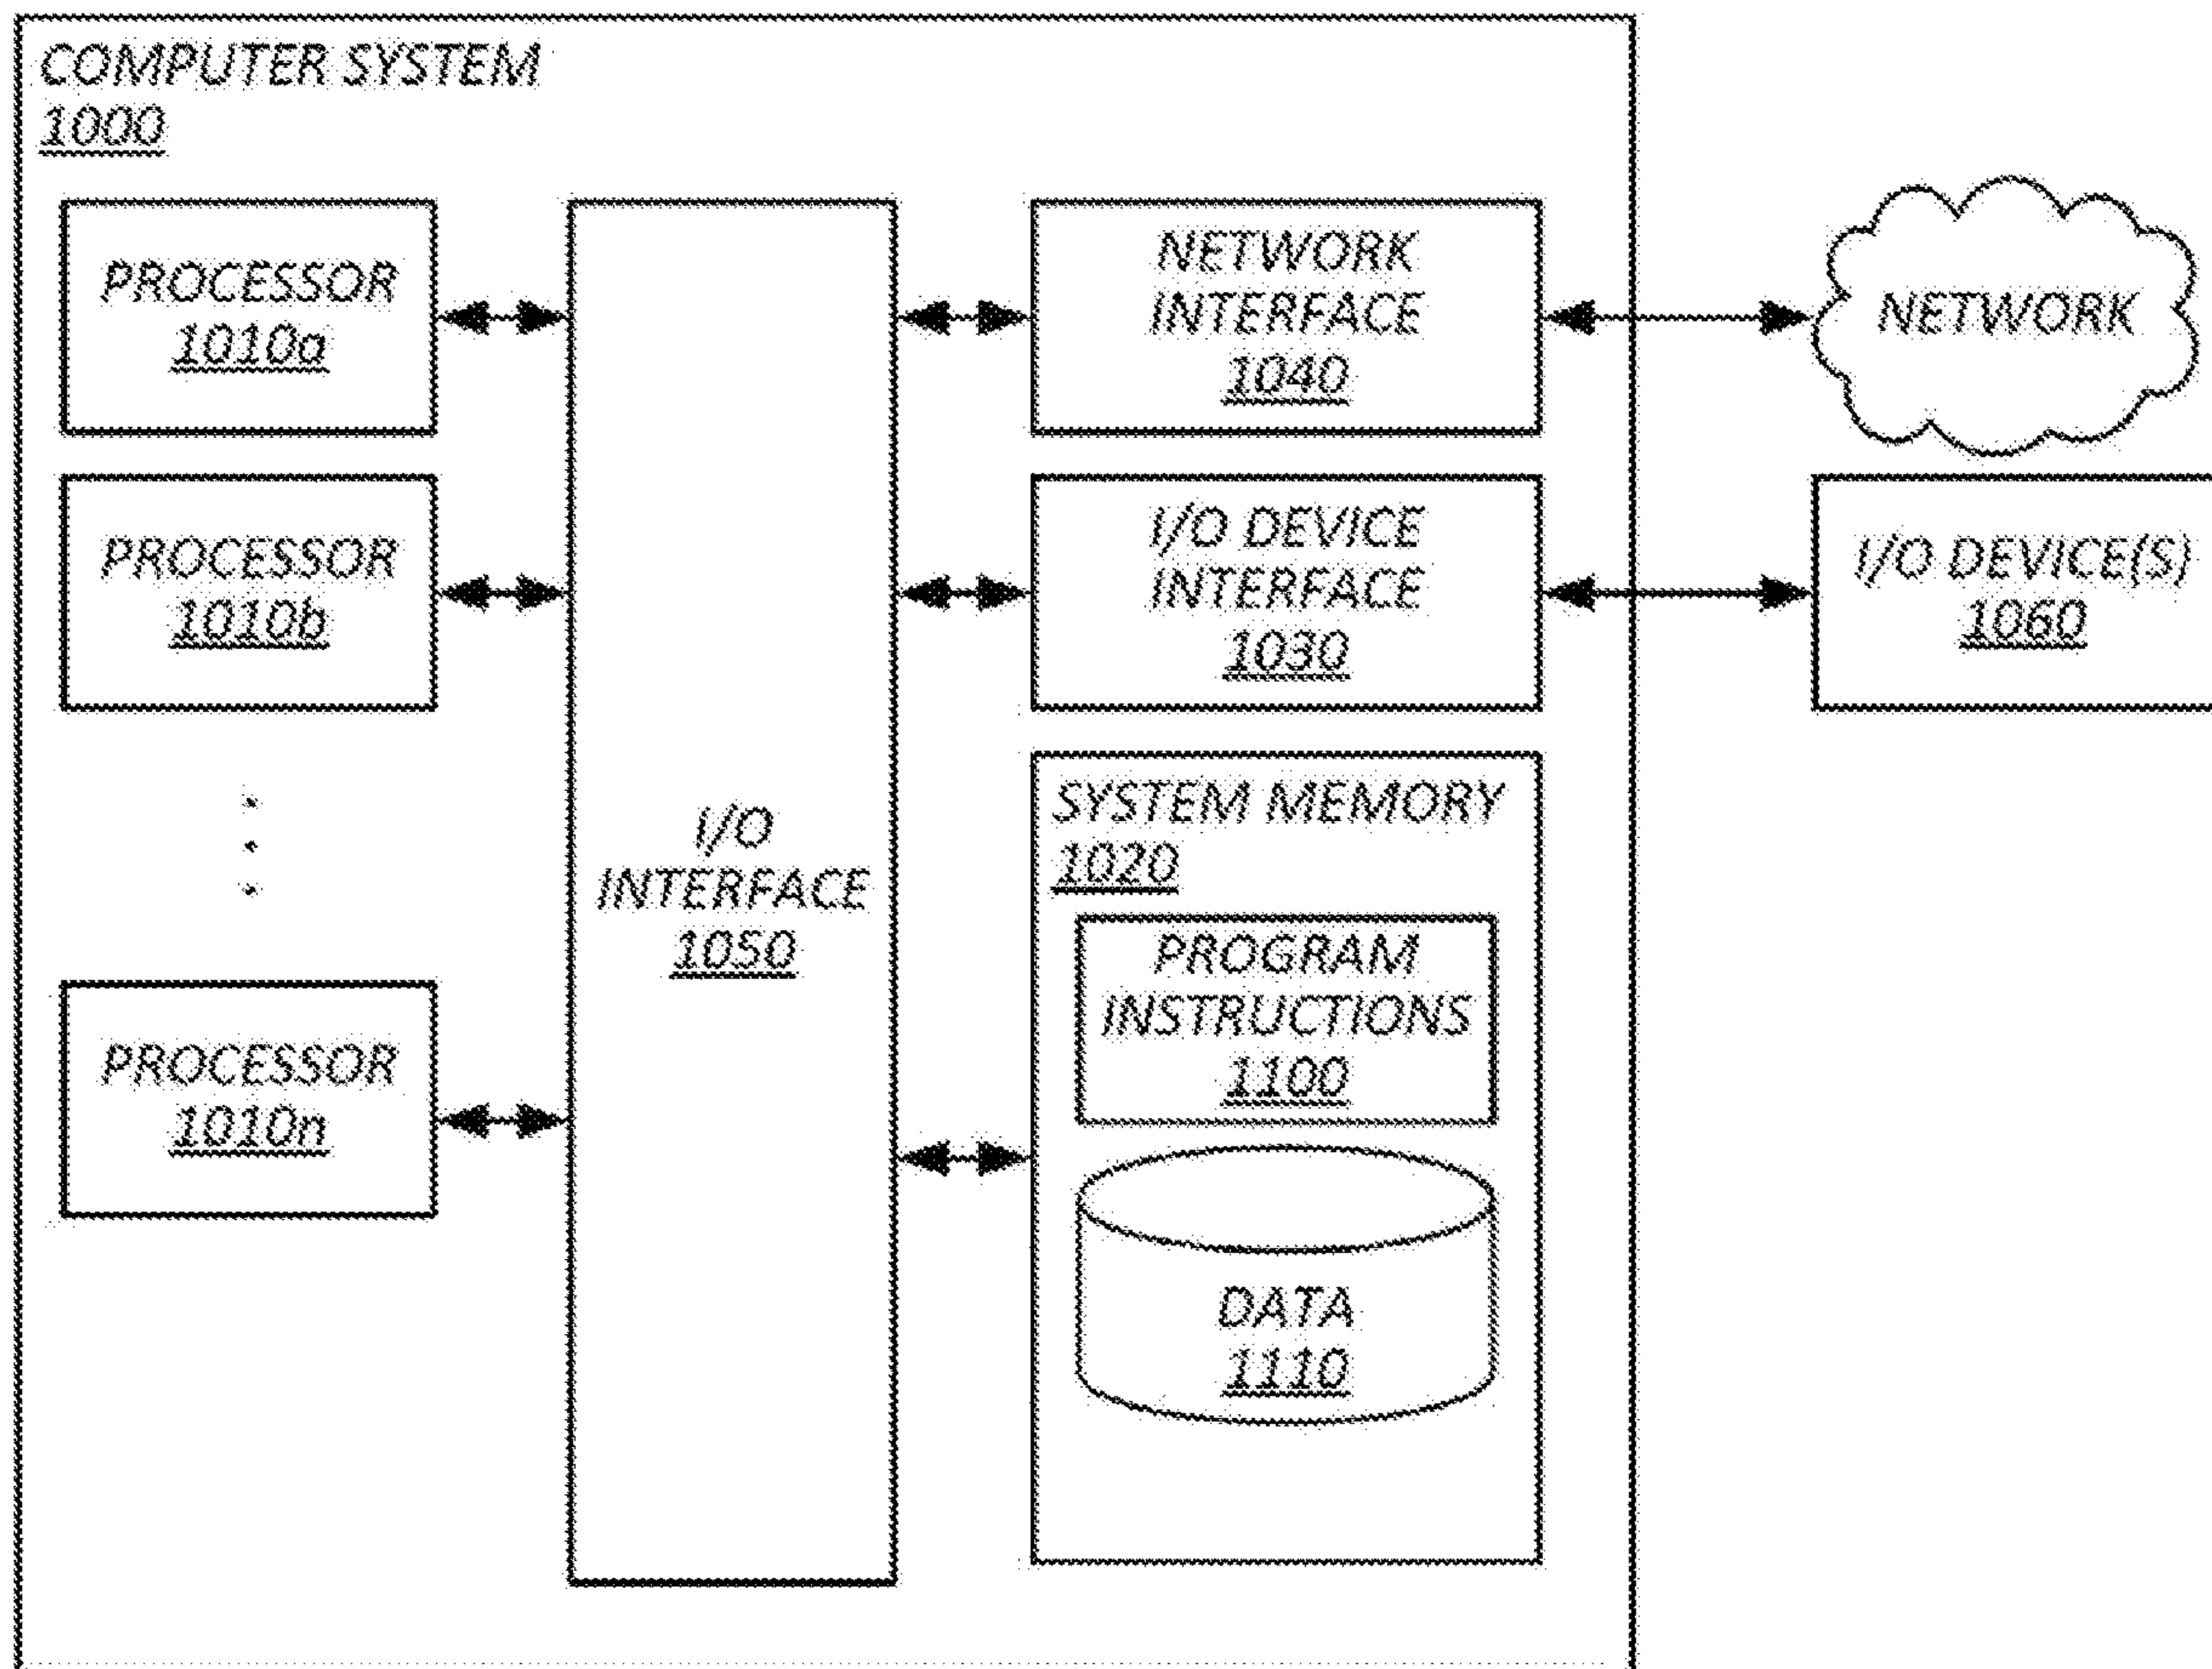 COMPUTER SYSTEM
1000
PROCESSOR
1010a
PROCESSOR
1010b
PROCESSOR
1010n
I/O
INTERFACE
1050
NETWORK
INTERFACE
1040
I/O DEVICE
INTERFACE
1030
SYSTEM MEMORY
1020
PROGRAM
INSTRUCTIONS
1100
DATA
1110
NETWORK
I/O DEVICE(S)
1060